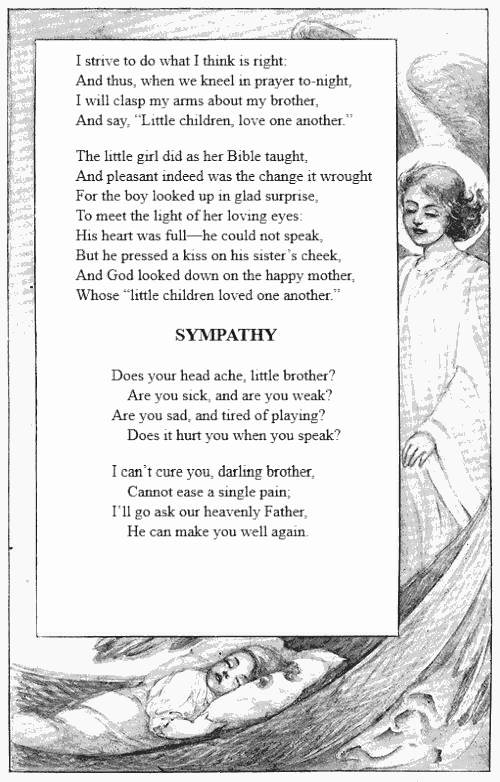 I strive to do what I think is right:
And thus, when we kneel in prayer to-night,
I will clasp my arms about my brother,
And say, “Little children, love one another.”
The little girl did as her Bible taught,
And pleasant indeed was the change it wrought
For the boy looked up in glad surprise,
To meet the light of her loving eyes:
His heart was full—he could not speak,
But he pressed a kiss on his sister’s cheek,
And God looked down on the happy mother,
Whose “little children loved one another.”
SYMPATHY
Does your head ache, little brother?
Are you sick, and are you weak?
Are you sad, and tired of playing?
Does it hurt you when you speak?
I can’t cure you, darling brother,
Cannot ease a single pain;
I’ll go ask our heavenly Father,
He can make you well again.